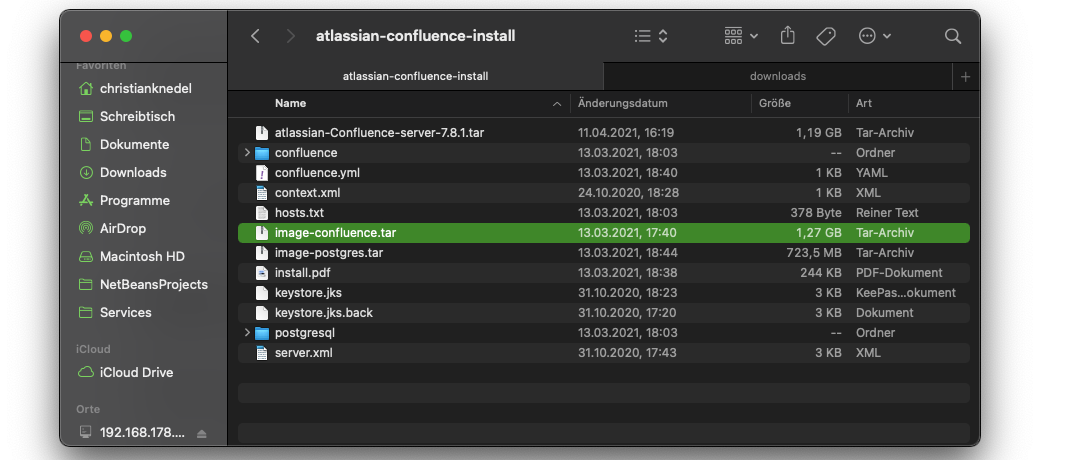 atlassian-confluence-install
atlassian-confluence-install
downloads
Favoriten
christianknedel
Schreibtisch
Dokumente
Downloads
Programme
AirDrop
Macintosh HD
NetBeansProjects
Services
iCloud
iCloud Drive
Orte
192.168.178....
Name Änderungsdatum Größe Art
atlassian-Confluence-server-7.8.1.tar 11.04.2021, 16:19 1,19 GB Tar-Archiv
confluence 13.03.2021, 18:03 -- Ordner
confluence.yml 13.03.2021, 18:40 1 KB YAML
context.xml 24.10.2020, 18:28 1 KB XML
hosts.txt 13.03.2021, 18:03 378 Byte Reiner Text
image-confluence.tar 13.03.2021, 17:40 1,27 GB Tar-Archiv
image-postgres.tar 13.03.2021, 18:44 723,5 MB Tar-Archiv
install.pdf 13.03.2021, 18:38 244 KB PDF-Dokument
keystore.jks 31.10.2020, 18:23 3 KB KeePas...okument
keystore.jks.back 31.10.2020, 17:20 3 KB Dokument
postgresql 13.03.2021, 18:03 -- Ordner
server.xml 31.10.2020, 17:43 3 KB XML